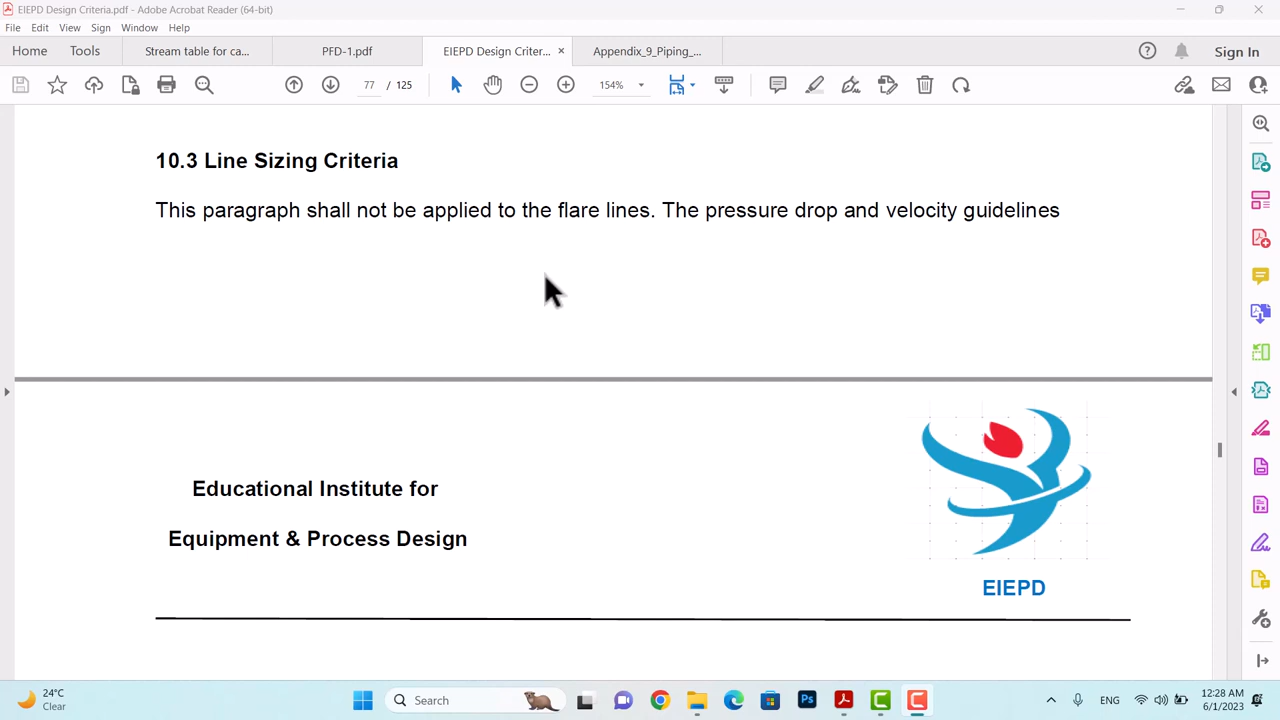 EIEPD Design Criteria.pdf - Adobe Acrobat Reader (64-bit)
File Edit View Sign Window Help
Home Tools Stream table for ca... PFD-1.pdf EIEPD Design Criter... × Appendix_9_Piping_... Sign In
77 / 125 154%
10.3 Line Sizing Criteria
This paragraph shall not be applied to the flare lines. The pressure drop and velocity guidelines
Educational Institute for
Equipment & Process Design
EIEPD
24°C
Clear
Search
Ps
ENG
12:28 AM
6/1/2023